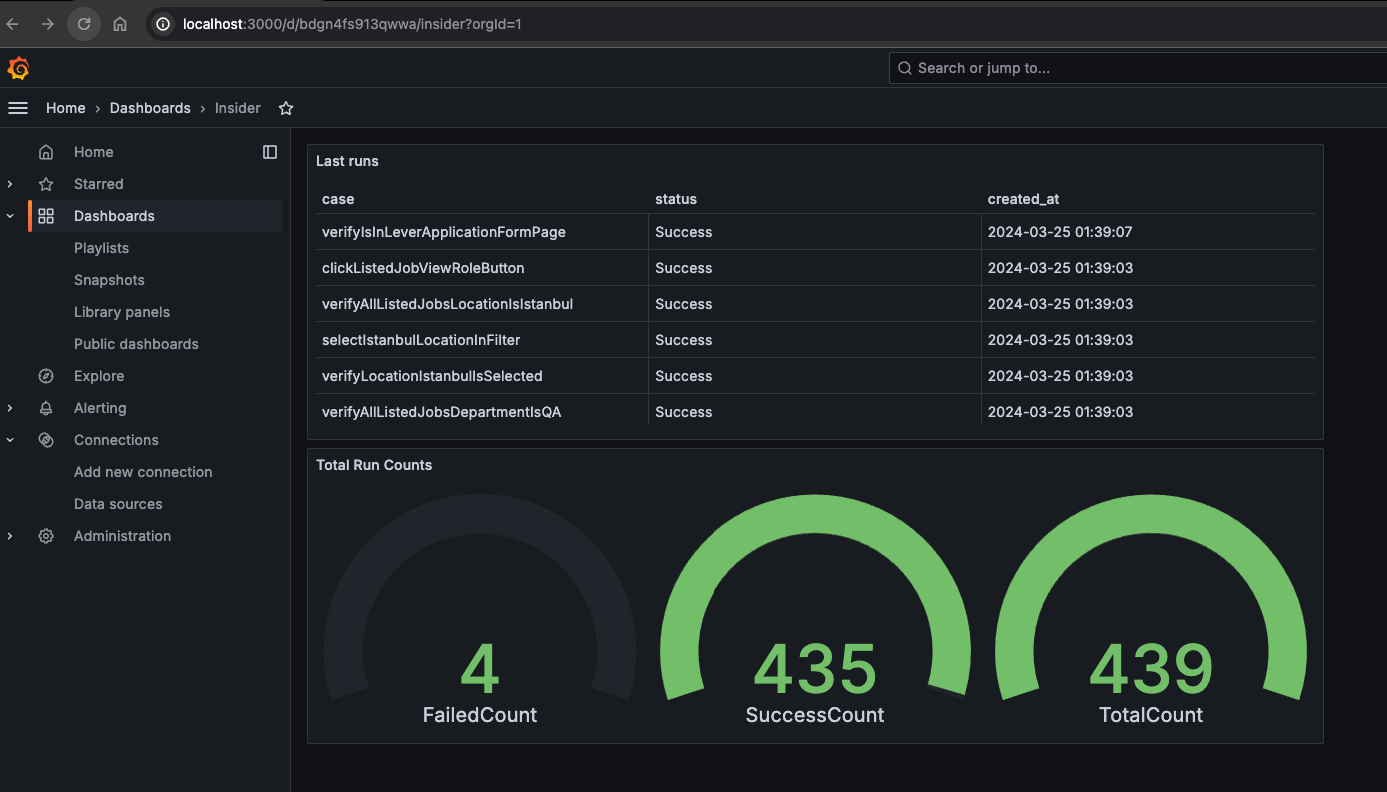 localhost:3000/d/bdgn4fs913qwwa/insider?orgId=1
Search or jump to...
Home › Dashboards › Insider
Home
Starred
Dashboards
Playlists
Snapshots
Library panels
Public dashboards
Explore
Alerting
Connections
Add new connection
Data sources
Administration
Last runs
case status created_at
verifyIsInLeverApplicationFormPage Success 2024-03-25 01:39:07
clickListedJobViewRoleButton Success 2024-03-25 01:39:03
verifyAllListedJobsLocationIsIstanbul Success 2024-03-25 01:39:03
selectIstanbulLocationInFilter Success 2024-03-25 01:39:03
verifyLocationIstanbulIsSelected Success 2024-03-25 01:39:03
verifyAllListedJobsDepartmentIsQA Success 2024-03-25 01:39:03
Total Run Counts
4 435 439
FailedCount SuccessCount TotalCount